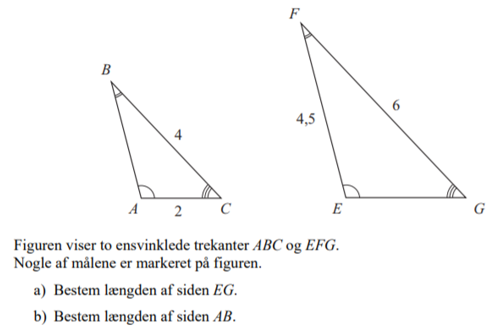 F
B
6
4
4,5
A 2 C E G
Figuren viser to ensvinklede trekanter ABC og EFG.
Nogle af målene er markeret på figuren.
a) Bestem længden af siden EG.
b) Bestem længden af siden AB.